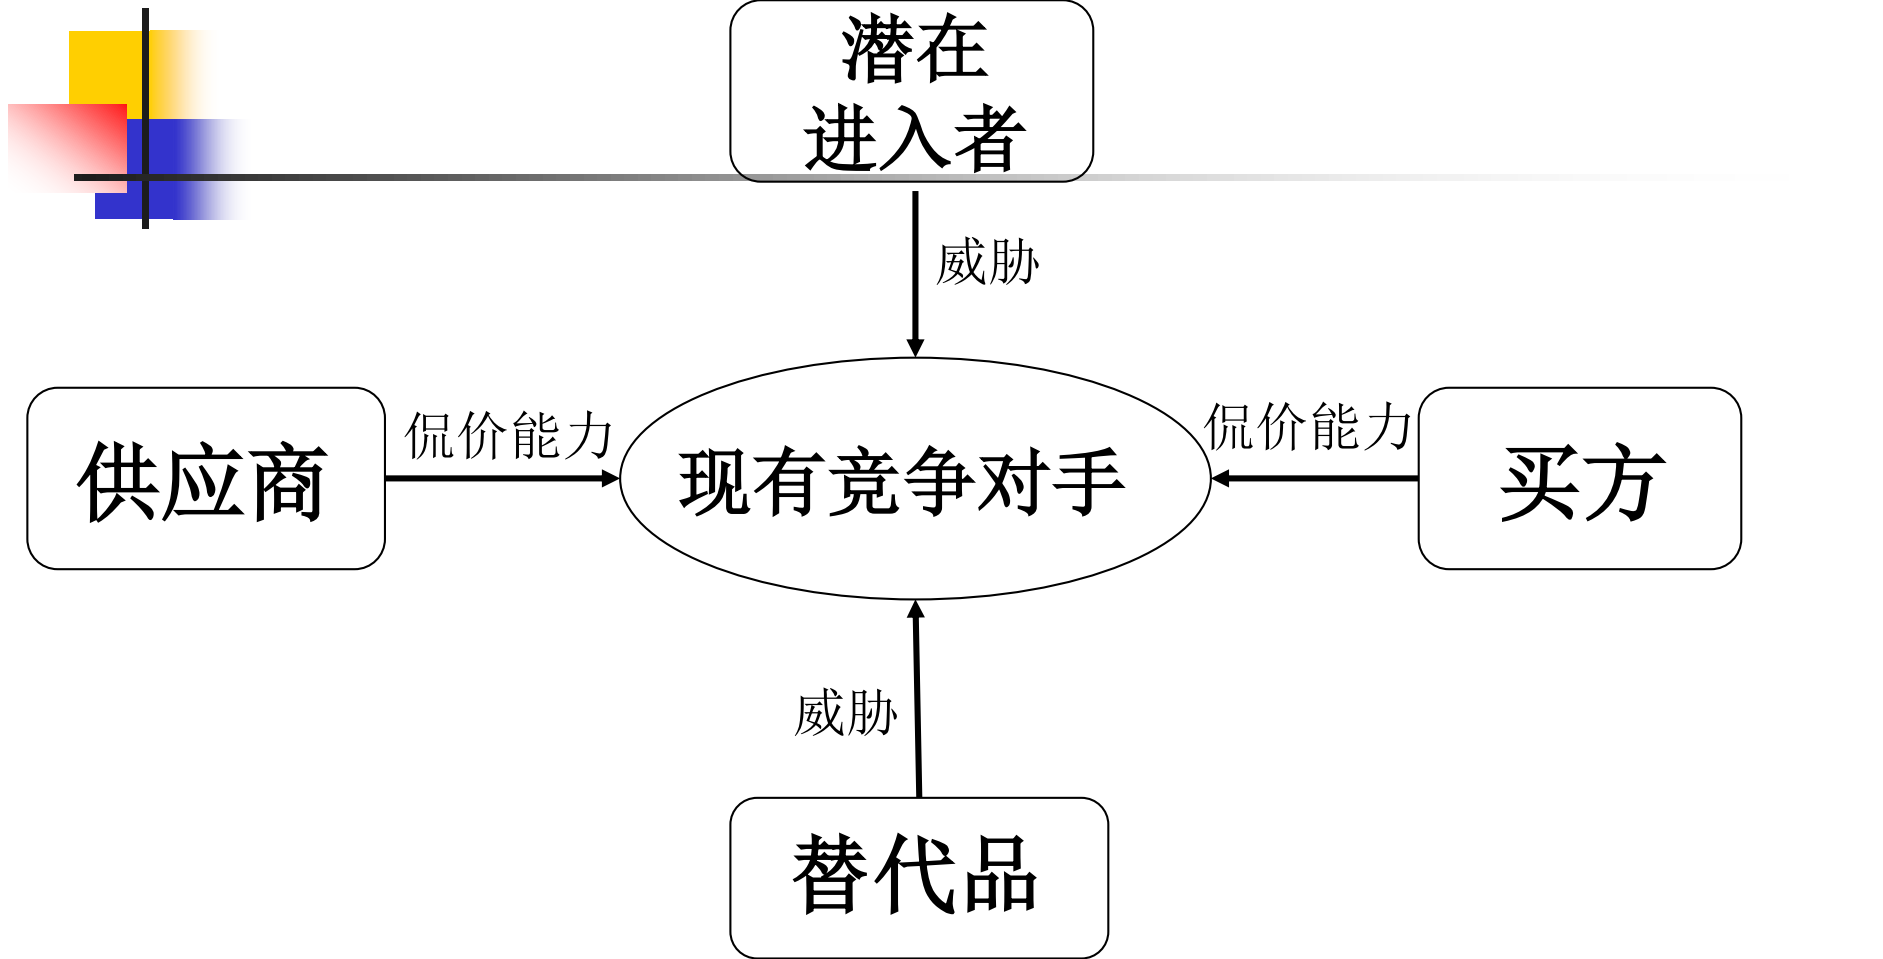 潜在
进入者
威胁
供应商
侃价能力
现有竞争对手
侃价能力
买方
威胁
替代品